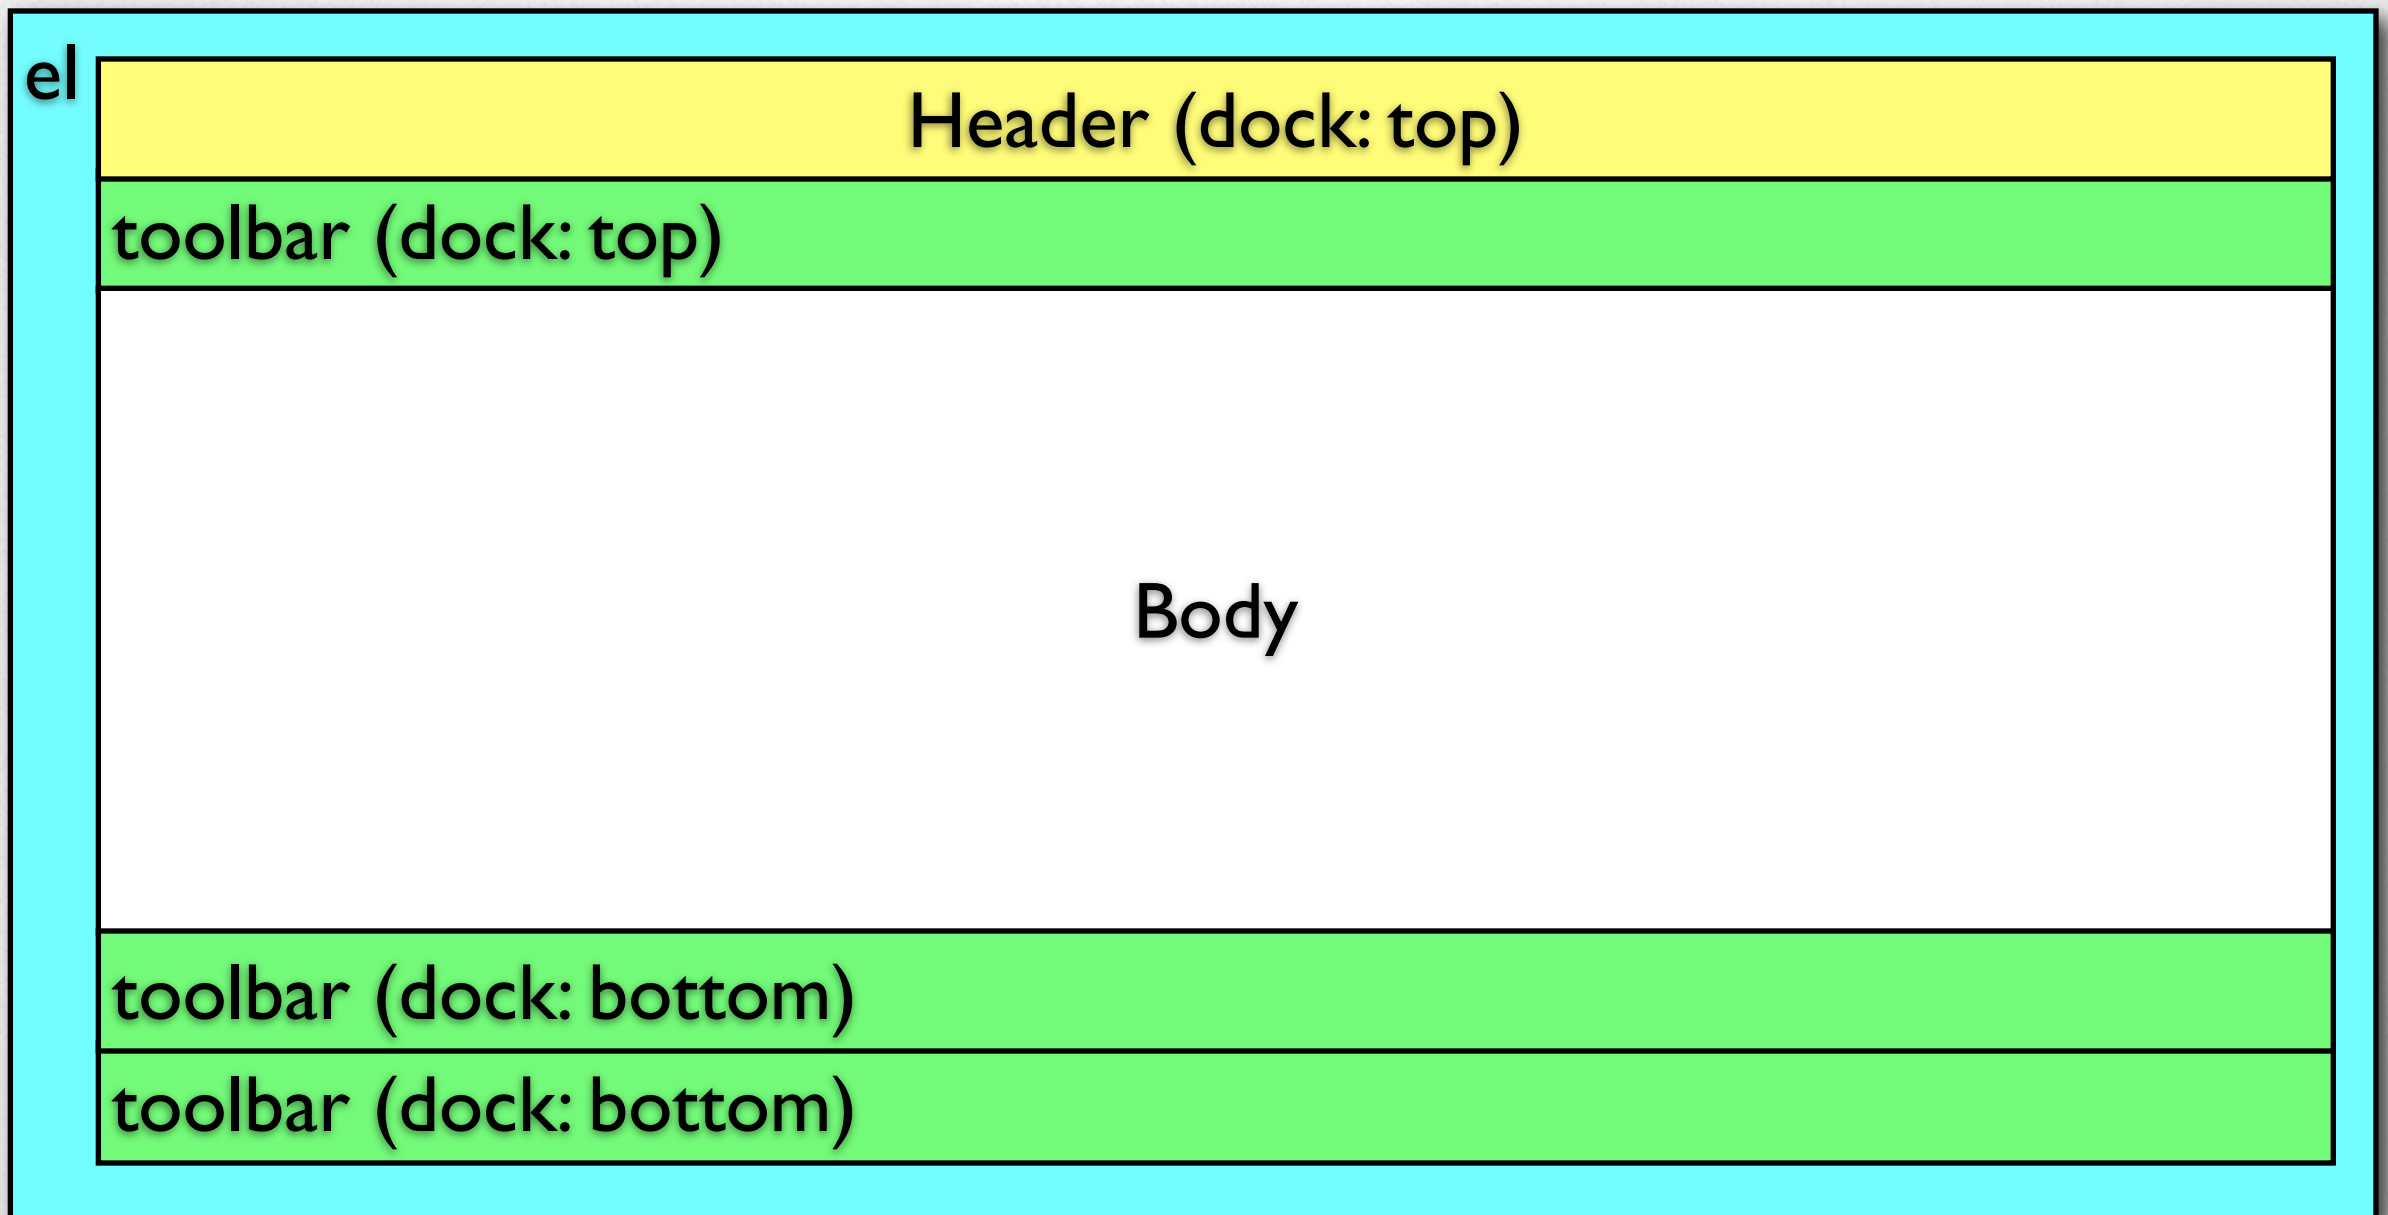 el
Header (dock: top)
toolbar (dock: top)
Body
toolbar (dock: bottom)
toolbar (dock: bottom)